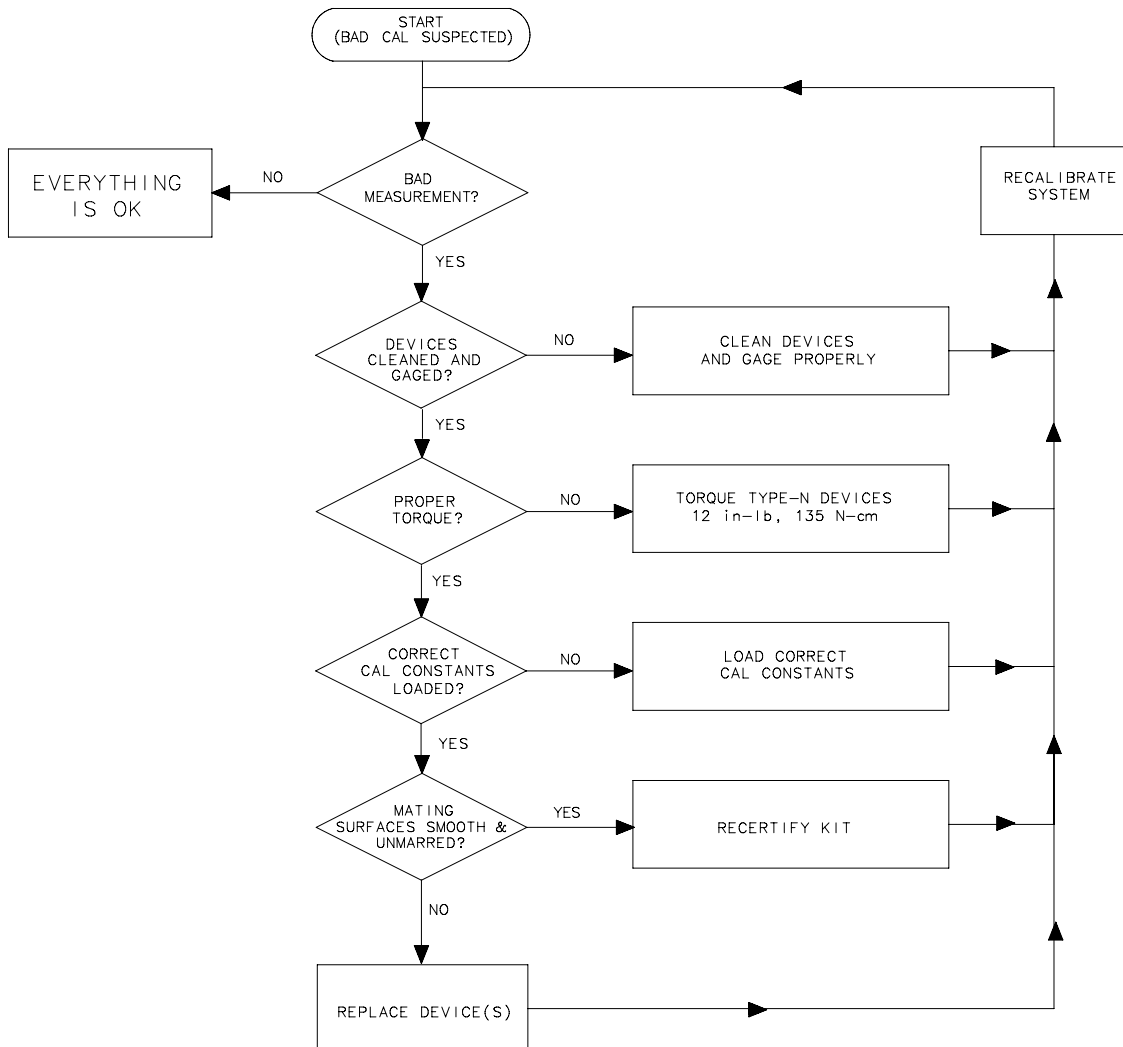 START
(BAD CAL SUSPECTED)
BAD
MEASUREMENT?
NO
EVERYTHING
IS OK
RECALIBRATE
SYSTEM
YES
DEVICES
CLEANED AND
GAGED?
NO
CLEAN DEVICES
AND GAGE PROPERLY
YES
PROPER
TORQUE?
NO
TORQUE TYPE-N DEVICES
12 in-lb, 135 N-cm
YES
CORRECT
CAL CONSTANTS
LOADED?
NO
LOAD CORRECT
CAL CONSTANTS
YES
MATING
SURFACES SMOOTH &
UNMARRED?
YES
RECERTIFY KIT
NO
REPLACE DEVICE(S)